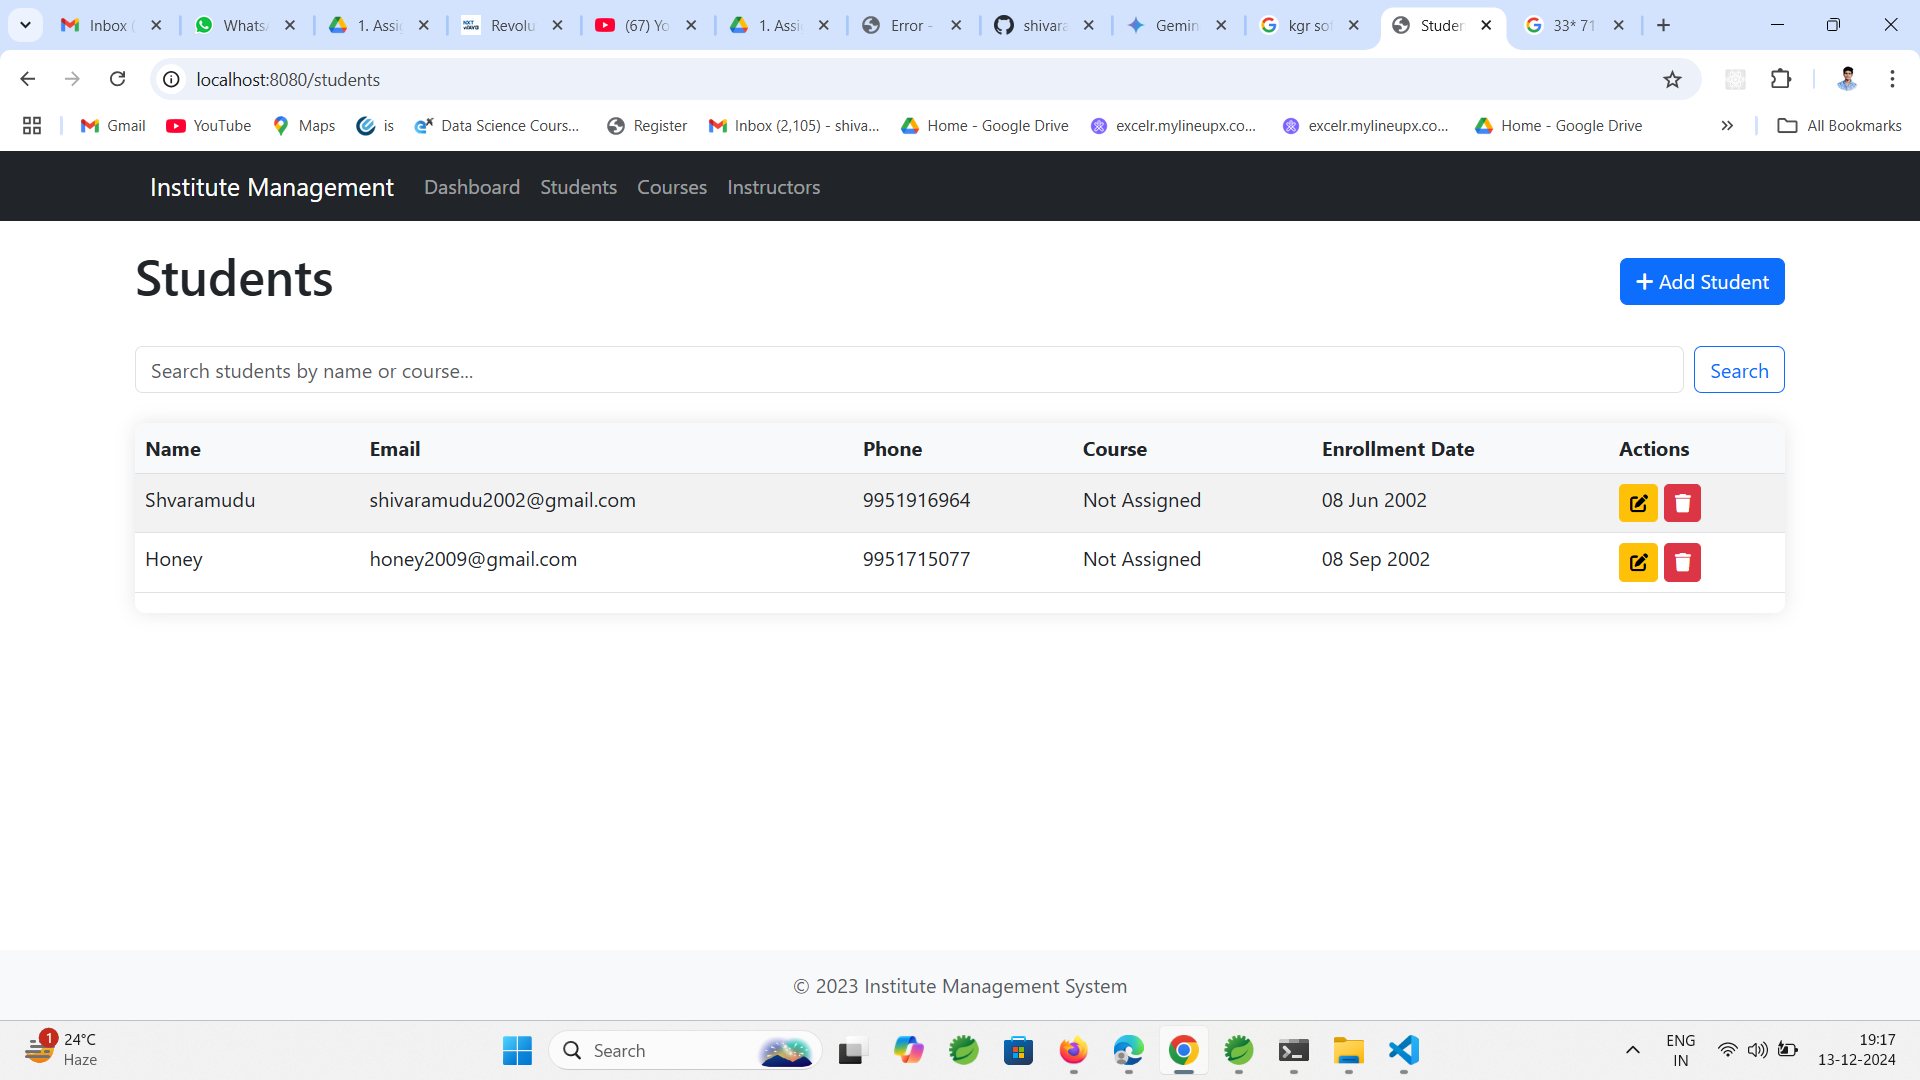 Inbox (
Whats
1. Assi
Revolu
(67) Yo
1. Assi
Error -
shivara
Gemin
kgr sof
Studen
33* 71
localhost:8080/students
Gmail
YouTube
Maps
is
Data Science Cours...
Register
Inbox (2,105) - shiva...
Home - Google Drive
excelr.mylineupx.co...
excelr.mylineupx.co...
Home - Google Drive
All Bookmarks
Institute Management Dashboard Students Courses Instructors
Students
Add Student
Search students by name or course...
Search
Name Email Phone Course Enrollment Date Actions
Shvaramudu shivaramudu2002@gmail.com 9951916964 Not Assigned 08 Jun 2002
Honey honey2009@gmail.com 9951715077 Not Assigned 08 Sep 2002
© 2023 Institute Management System
1
24°C
Haze
Search
ENG
IN
19:17
13-12-2024